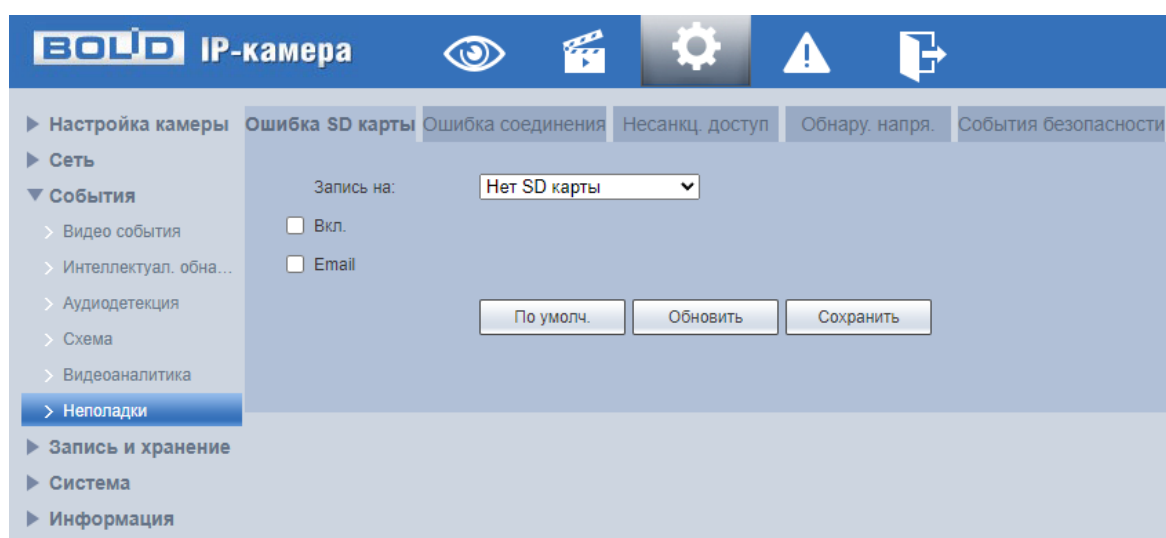 BOLID IP-камера
Настройка камеры
Сеть
События
Видео события
Интеллектуал. обна...
Аудиодетекция
Схема
Видеоаналитика
Неполадки
Запись и хранение
Система
Информация
Ошибка SD карты Ошибка соединения Несанкц. доступ Обнару. напря. События безопасности
Запись на: Нет SD карты
Вкл.
Email
По умолч. Обновить Сохранить